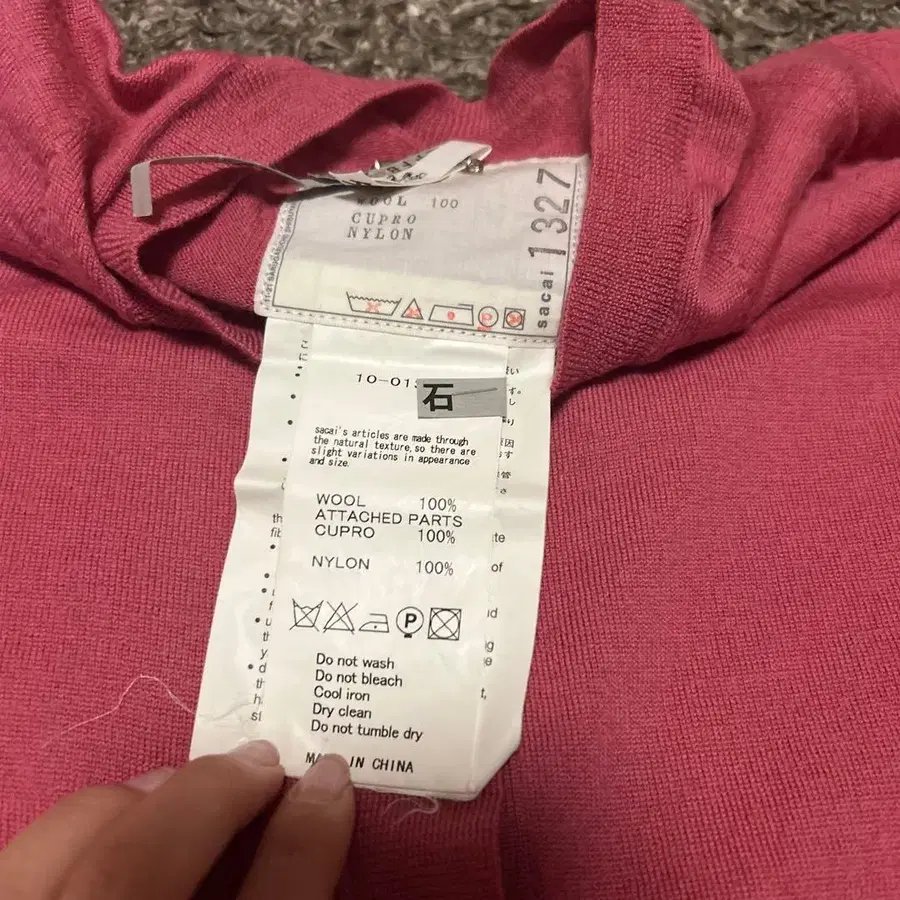 WOOL 100
CUPRO
NYLON
sacai 1327
10-01
石
sacai's articles are made through
the natural texture, so there are
slight variations in appearance
and size.
WOOL 100%
ATTACHED PARTS
CUPRO 100%
NYLON 100%
P
Do not wash
Do not bleach
Cool iron
Dry clean
Do not tumble dry
IN CHINA
of